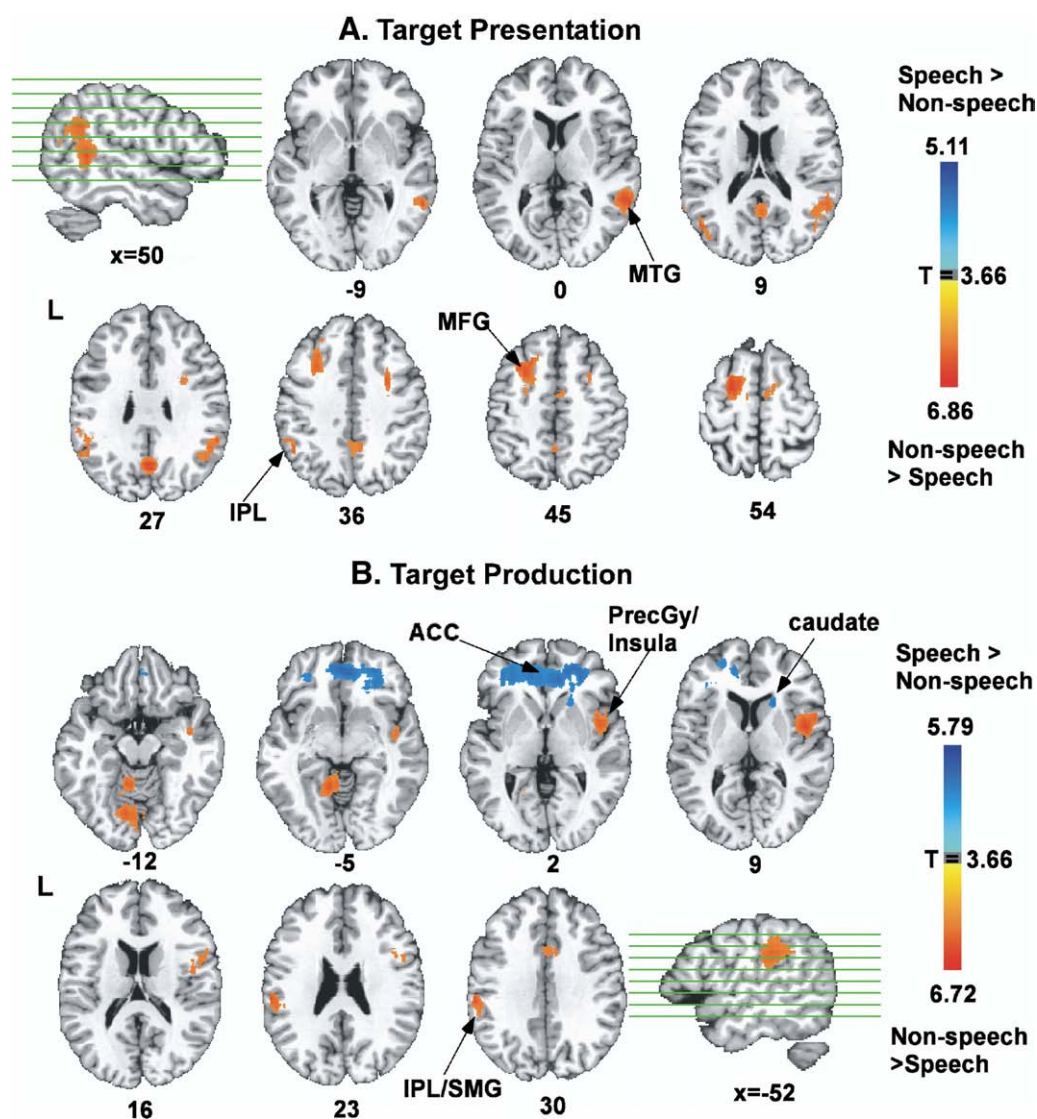 A. Target Presentation
x=50
-9
0
MTG
9
Speech >
Non-speech
5.11
T
3.66
6.86
Non-speech
> Speech
L
27
IPL
36
MFG
45
54
B. Target Production
-12
-5
ACC
2
PrecGy/
Insula
caudate
9
Speech >
Non-speech
5.79
T
3.66
6.72
Non-speech
>Speech
L
16
23
IPL/SMG
30
x=-52